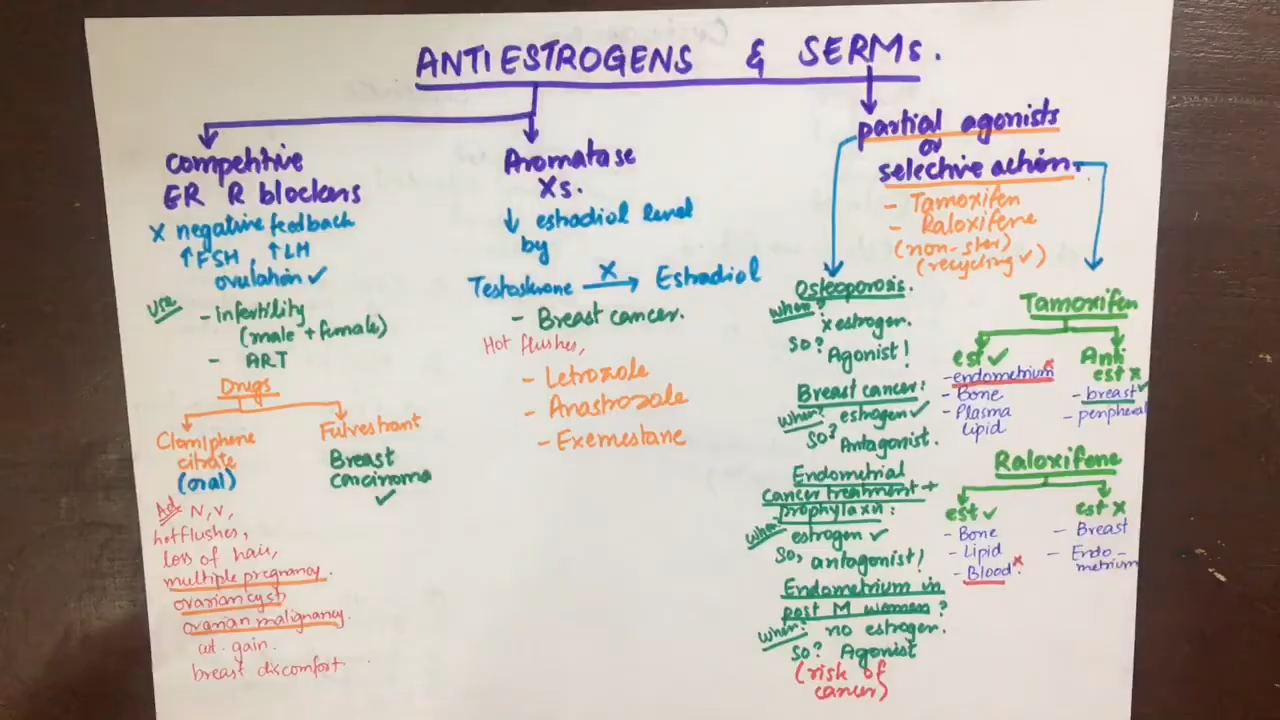 ANTIESTROGENS & SERMs.
Competitive
ER R blockers
X negative feedback
↑FSH, ↑LH
ovulation ✓
Use
- infertility
(male + female)
- ART
Drugs
Clomiphene
citrate
(oral)
Fulvestrant
Breast
carcinoma
✓
Ad. N, V,
hotflushes,
loss of hair,
multiple pregnancy.
ovarian cyst
ovarian malignancy.
wt. gain.
breast discomfort
Aromatase
Xs.
↓ estradiol level
by
Testosterone X→ Estradiol
- Breast cancer.
Hot flushes,
- Letrozole
- Anastrozole
- Exemestane
partial agonists
or
selective action.
- Tamoxifen
- Raloxifene
(non-ster)
(recycling ✓)
Osteoporosis.
when?
x estrogen.
So?
Agonist!
Breast cancer:
when? estrogen ✓
So? Antagonist.
Endometrial
cancer treatment +
prophylaxis:
when? estrogen ✓
So, antagonist!
Endometrium in
post M women?
when? no estrogen.
So? Agonist
(risk of
cancer)
Tamoxifen
est ✓
- endometrium x
- Bone
- Plasma
lipid
Anti
est x
- breast ✓
- peripheral
Raloxifene
est ✓
- Bone
- Lipid
- Blood x
est x
- Breast
- Endo-
metrium